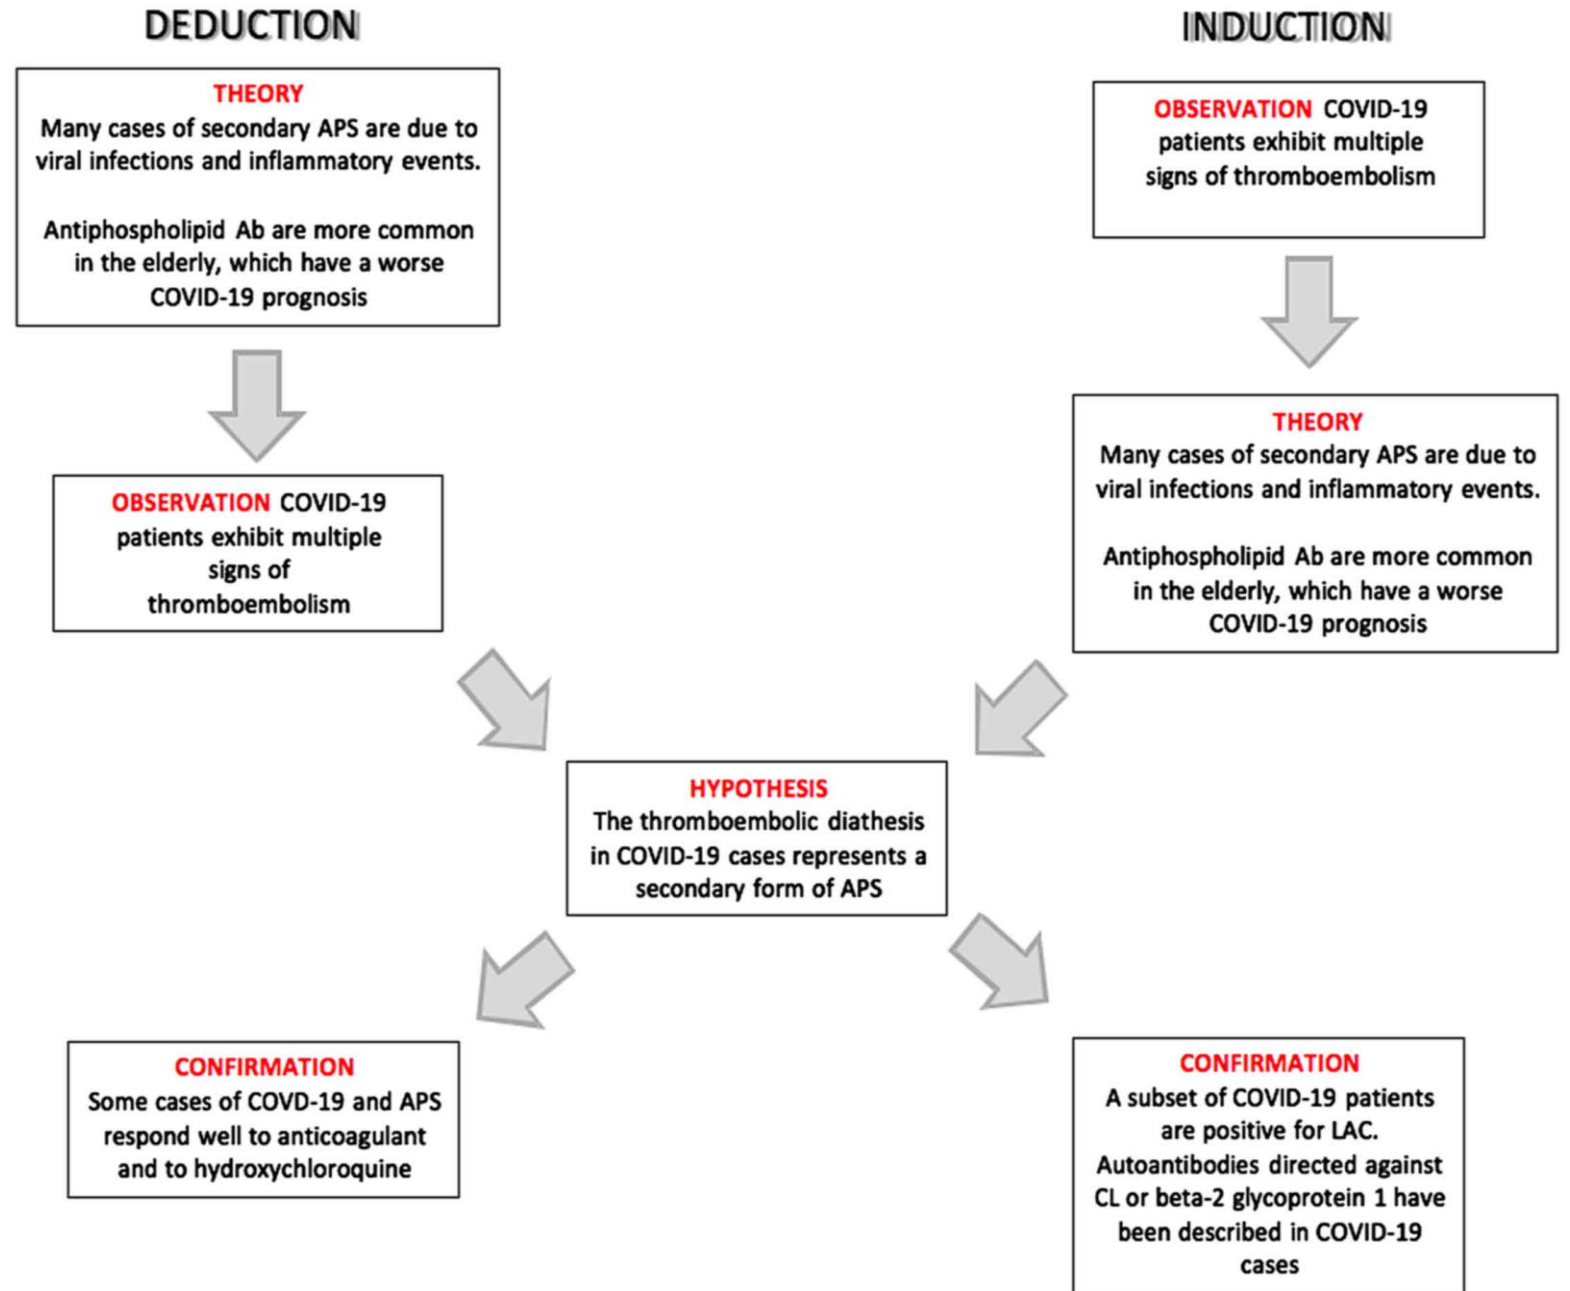 DEDUCTION
THEORY
Many cases of secondary APS are due to
viral infections and inflammatory events.
Antiphospholipid Ab are more common
in the elderly, which have a worse
COVID-19 prognosis
OBSERVATION COVID-19
patients exhibit multiple
signs of
thromboembolism
INDUCTION
OBSERVATION COVID-19
patients exhibit multiple
signs of thromboembolism
THEORY
Many cases of secondary APS are due to
viral infections and inflammatory events.
Antiphospholipid Ab are more common
in the elderly, which have a worse
COVID-19 prognosis
HYPOTHESIS
The thromboembolic diathesis
in COVID-19 cases represents a
secondary form of APS
CONFIRMATION
Some cases of COVD-19 and APS
respond well to anticoagulant
and to hydroxychloroquine
CONFIRMATION
A subset of COVID-19 patients
are positive for LAC.
Autoantibodies directed against
CL or beta-2 glycoprotein 1 have
been described in COVID-19
cases